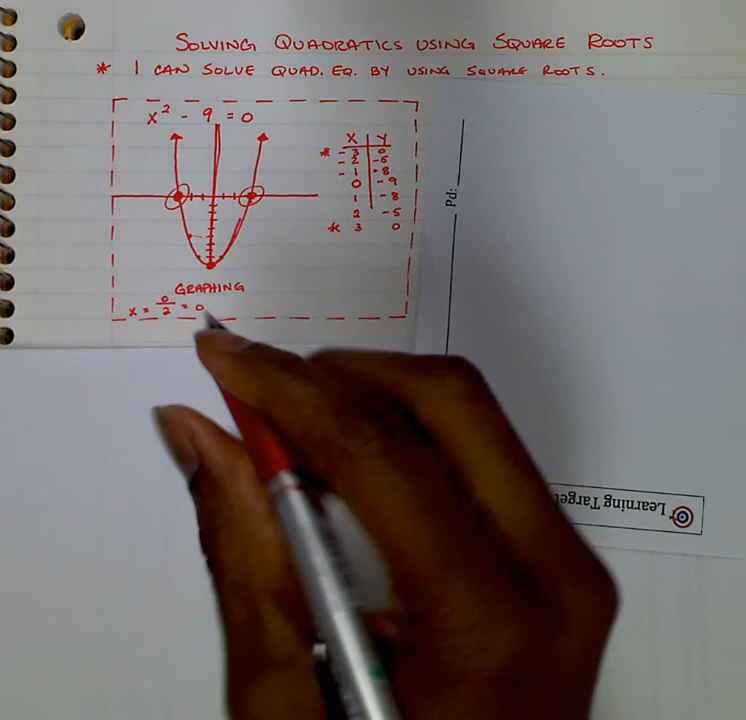 SOLVING QUADRATICS USING SQUARE ROOTS
* I CAN SOLVE QUAD. EQ. BY USING SQUARE ROOTS.
x² - 9 = 0
X | Y
* -3 | 0
-2 | -5
-1 | -8
0 | -9
1 | -8
2 | -5
* 3 0
GRAPHING
x = 0/2 = 0
Pd:
Learning Target